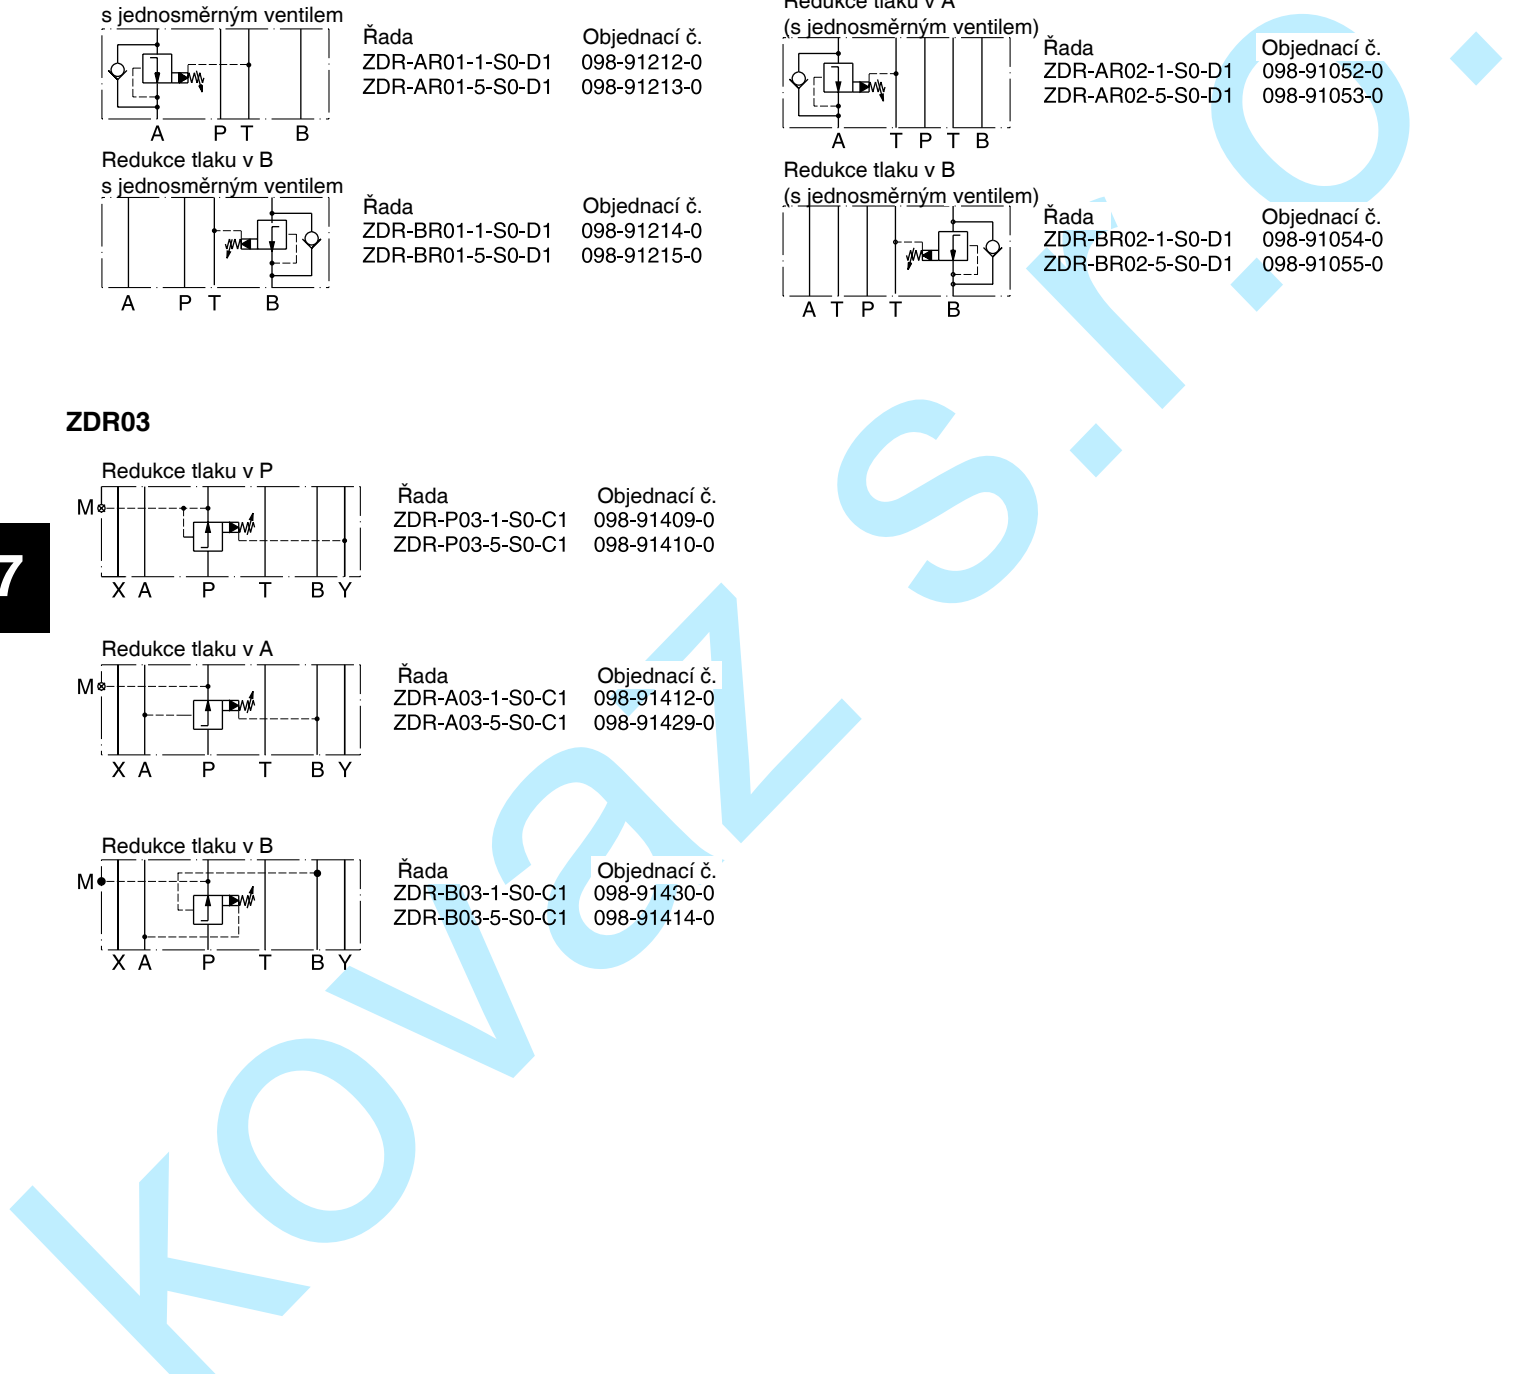 s jednosměrným ventilem
Řada Objednací č.
ZDR-AR01-1-S0-D1 098-91212-0
ZDR-AR01-5-S0-D1 098-91213-0
A P T B
Redukce tlaku v B
s jednosměrným ventilem
Řada Objednací č.
ZDR-BR01-1-S0-D1 098-91214-0
ZDR-BR01-5-S0-D1 098-91215-0
A P T B
Redukce tlaku v A
(s jednosměrným ventilem)
Řada Objednací č.
ZDR-AR02-1-S0-D1 098-91052-0
ZDR-AR02-5-S0-D1 098-91053-0
A T P T B
Redukce tlaku v B
(s jednosměrným ventilem)
Řada Objednací č.
ZDR-BR02-1-S0-D1 098-91054-0
ZDR-BR02-5-S0-D1 098-91055-0
A T P T B
ZDR03
Redukce tlaku v P
M
Řada Objednací č.
ZDR-P03-1-S0-C1 098-91409-0
ZDR-P03-5-S0-C1 098-91410-0
X A P T B Y
7
Redukce tlaku v A
M
Řada Objednací č.
ZDR-A03-1-S0-C1 098-91412-0
ZDR-A03-5-S0-C1 098-91429-0
X A P T B Y
Redukce tlaku v B
M
Řada Objednací č.
ZDR-B03-1-S0-C1 098-91430-0
ZDR-B03-5-S0-C1 098-91414-0
X A P T B Y
kovaz s.r.o.